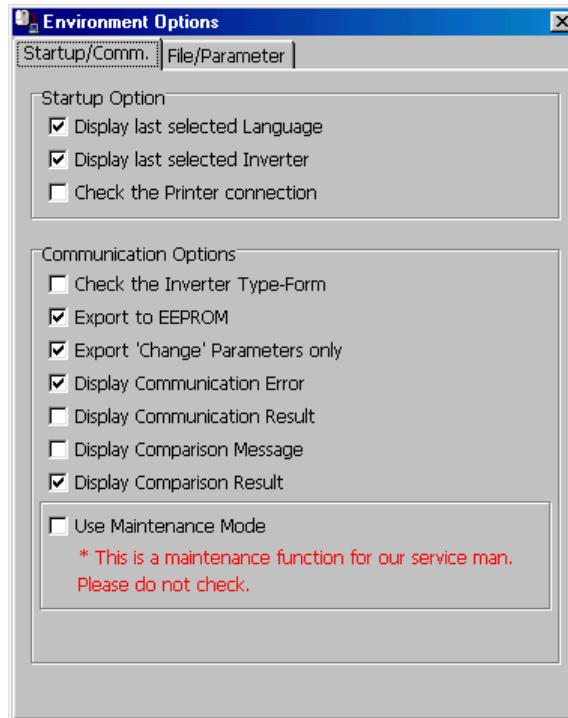 Environment Options
Startup/Comm. File/Parameter
Startup Option
Display last selected Language
Display last selected Inverter
Check the Printer connection
Communication Options
Check the Inverter Type-Form
Export to EEPROM
Export 'Change' Parameters only
Display Communication Error
Display Communication Result
Display Comparison Message
Display Comparison Result
Use Maintenance Mode
* This is a maintenance function for our service man.
Please do not check.